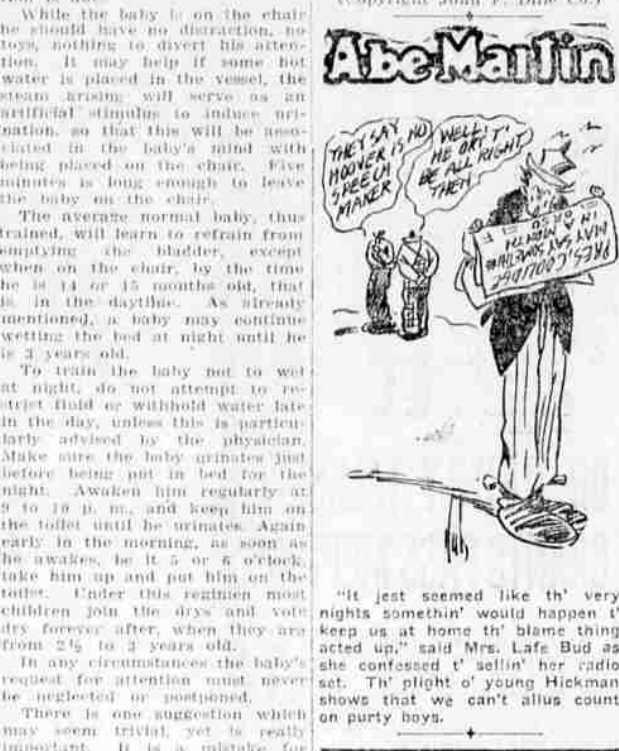 While the baby is on the chair
he should have no distraction, no
toys, nothing to divert his atten-
tion. It may help if some hot
water is placed in the vessel, the
steam arising will serve as an
artificial stimulus to induce uri-
nation, so that this will be asso-
ciated in the baby's mind with
being placed on the chair. Five
minutes is long enough to leave
the baby on the chair.
The average normal baby, thus
trained, will learn to refrain from
emptying the bladder, except
when on the chair, by the time
he is 14 or 15 months old, that
is, in the daytime. As already
mentioned, a baby may continue
wetting the bed at night until he
is 3 years old.
To train the baby not to wet
at night, do not attempt to re-
strict fluid or withhold water late
in the day, unless this is particu-
larly advised by the physician.
Make sure the baby urinates just
before being put in bed for the
night. Awaken him regularly at
9 to 10 p. m., and keep him on
the toilet until he urinates. Again
early in the morning, as soon as
he awakes, be it 5 or 6 o'clock,
take him up and put him on the
toilet. Under this regimen most
children join the drys and vote
dry forever after, when they are
from 2½ to 3 years old.
In any circumstances the baby's
request for attention must never
be neglected or postponed.
There is one suggestion which
may seem trivial, yet is really
important. It is a mistake for
(Copyright John F. Dille Co.)
Abe Martin
THEY SAY
HOOVER IS NO
SPEECH
MAKER
WELL!
HE ORT T'
BE ALL RIGHT
THEN
PRES. COOLIDGE
MAY SAY SOMETHING
IN A MONTH
OR SO
"It jest seemed like th' very
nights somethin' would happen t'
keep us at home th' blame thing
acted up," said Mrs. Lafe Bud as
she confessed t' sellin' her radio
set. Th' plight o' young Hickman
shows that we can't allus count
on purty boys.